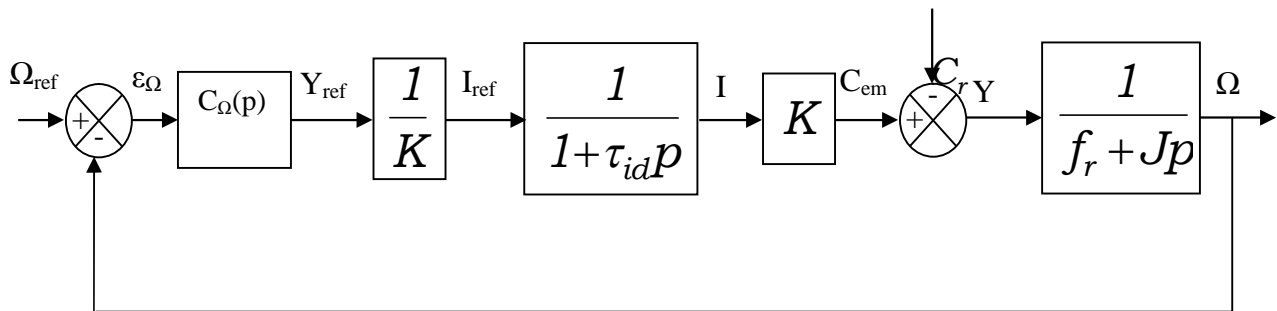 Ω_ref
+
-
ε_Ω
C_Ω(p)
Y_ref
1
K
I_ref
1
1+τ_id p
I
K
C_em
C_r
-
+
Y
1
f_r + Jp
Ω